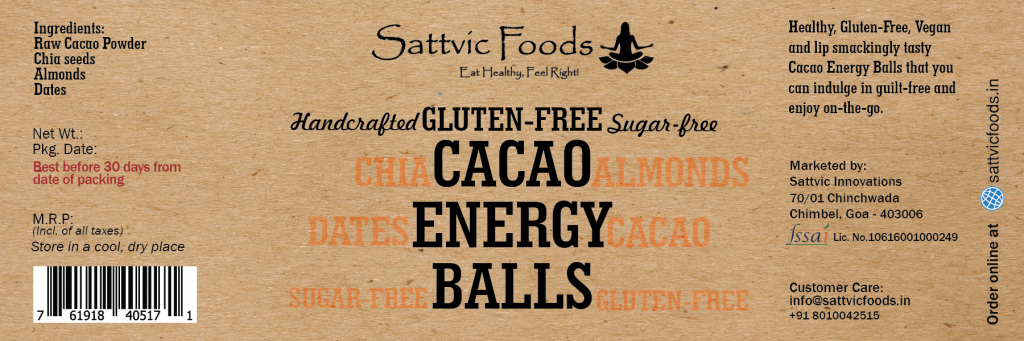 Ingredients:
Raw Cacao Powder
Chia seeds
Almonds
Dates
Net Wt.:
Pkg. Date:
Best before 30 days from
date of packing
M.R.P:
(Incl. of all taxes)
Store in a cool, dry place
7 61918 40517 1
Sattvic Foods
Eat Healthy, Feel Right!
Handcrafted GLUTEN-FREE Sugar-free
CHIA CACAO ALMONDS
DATES ENERGY CACAO
SUGAR-FREE BALLS GLUTEN-FREE
Healthy, Gluten-Free, Vegan
and lip smackingly tasty
Cacao Energy Balls that you
can indulge in guilt-free and
enjoy on-the-go.
Marketed by:
Sattvic Innovations
70/01 Chinchwada
Chimbel, Goa - 403006
fssai Lic. No.10616001000249
Customer Care:
info@sattvicfoods.in
+91 8010042515
Order online at sattvicfoods.in